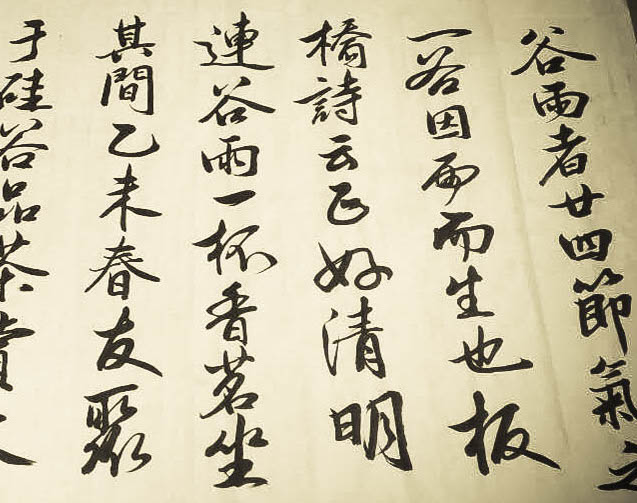 谷雨者廿四節氣之
一谷因雨而生也板
橋詩云正好清明
連谷雨一杯香茗坐
其間乙未春友聚
于硅谷品茶賞